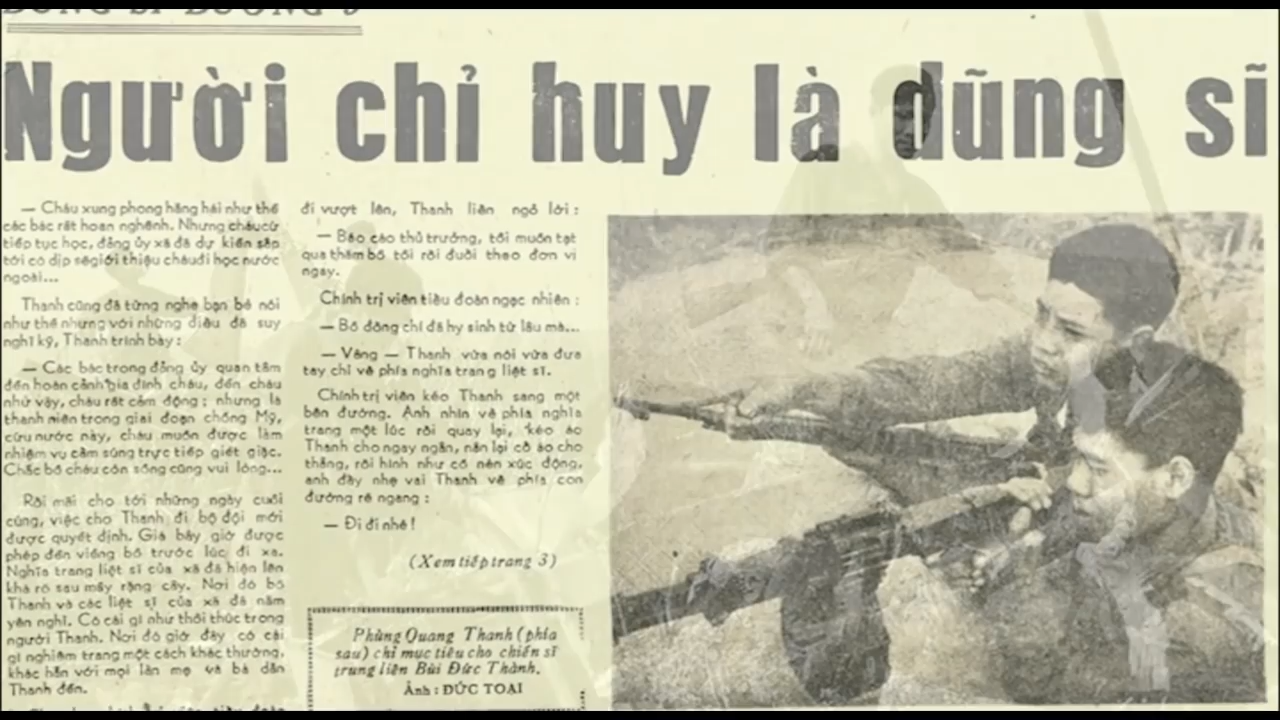 DŨNG SĨ ĐƯỜNG 9
Người chỉ huy là dũng sĩ
— Cháu xung phong hăng hái như thế
các bác rất hoan nghênh. Nhưng cháu cứ
tiếp tục học, đảng ủy xã đã dự kiến sắp
tới có dịp sẽ giới thiệu cháu đi học nước
ngoài...
Thanh cũng đã từng nghe bạn bè nói
như thế nhưng với những điều đã suy
nghĩ kỹ, Thanh trình bày :
— Các bác trong đảng ủy quan tâm
đến hoàn cảnh gia đình cháu, đến cháu
như vậy, cháu rất cảm động ; nhưng là
thanh niên trong giai đoạn chống Mỹ,
cứu nước này, cháu muốn được làm
nhiệm vụ cầm súng trực tiếp giết giặc.
Chắc bố cháu còn sống cũng vui lòng...
Rồi mãi cho tới những ngày cuối
cùng, việc cho Thanh đi bộ đội mới
được quyết định. Giờ bây giờ được
phép đến viếng bố trước lúc đi xa.
Nghĩa trang liệt sĩ của xã đã hiện lên
khá rõ sau mấy rặng cây. Nơi đó bố
Thanh và các liệt sĩ của xã đã nằm
yên nghỉ. Có cái gì như thôi thúc trong
người Thanh. Nơi đó giờ đây có cái
gì nghiêm trang một cách khác thường,
khác hẳn với mọi lần mẹ và bà dẫn
Thanh đến.
đi vượt lên, Thanh liền ngỏ lời :
— Báo cáo thủ trưởng, tôi muốn tạt
qua thăm bố tôi rồi đuổi theo đơn vị
ngay.
Chính trị viên tiểu đoàn ngạc nhiên :
— Bố đồng chí đã hy sinh từ lâu mà...
— Vâng — Thanh vừa nói vừa đưa
tay chỉ về phía nghĩa trang liệt sĩ.
Chính trị viên kéo Thanh sang một
bên đường. Anh nhìn về phía nghĩa
trang một lúc rồi quay lại, kéo áo
Thanh cho ngay ngắn, nắn lại cổ áo cho
thẳng, rồi hình như cố nén xúc động,
anh đẩy nhẹ vai Thanh về phía con
đường rẽ ngang :
— Đi đi nhé !
(Xem tiếp trang 3)
Phùng Quang Thanh (phía
sau) chỉ mục tiêu cho chiến sĩ
trung liên Bùi Đức Thành.
Ảnh : ĐỨC TOẠI